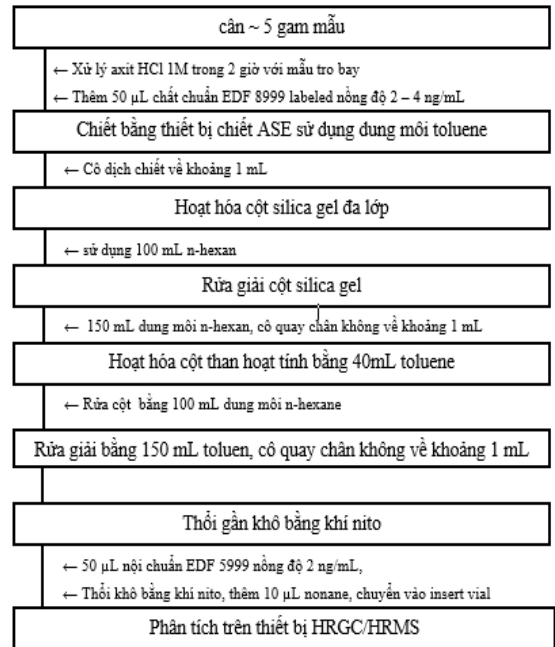 cân ~ 5 gam mẫu
← Xử lý axit HCl 1M trong 2 giờ với mẫu tro bay
← Thêm 50 µL chất chuẩn EDF 8999 labeled nồng độ 2 – 4 ng/mL
Chiết bằng thiết bị chiết ASE sử dụng dung môi toluene
← Cô dịch chiết về khoảng 1 mL
Hoạt hóa cột silica gel đa lớp
← sử dụng 100 mL n-hexan
Rửa giải cột silica gel
← 150 mL dung môi n-hexan, cô quay chân không về khoảng 1 mL
Hoạt hóa cột than hoạt tính bằng 40mL toluene
← Rửa cột bằng 100 mL dung môi n-hexane
Rửa giải bằng 150 mL toluen, cô quay chân không về khoảng 1 mL
Thổi gần khô bằng khí nito
← 50 µL nội chuẩn EDF 5999 nồng độ 2 ng/mL,
← Thổi khô bằng khí nito, thêm 10 µL nonane, chuyển vào insert vial
Phân tích trên thiết bị HRGC/HRMS